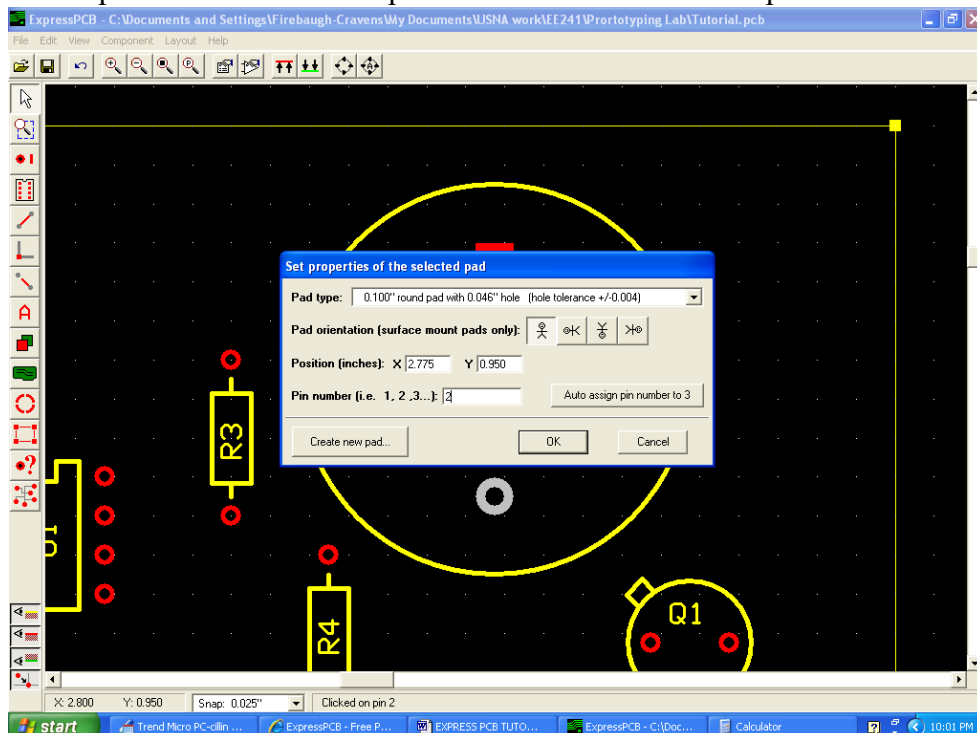 ExpressPCB - C:\Documents and Settings\Firebaugh-Cravens\My Documents\USNA work\EE241\Prortotyping Lab\Tutorial.pcb
File Edit View Component Layout Help
Set properties of the selected pad
Pad type: 0.100" round pad with 0.046" hole (hole tolerance +/-0.004)
Pad orientation (surface mount pads only):
Position (inches): X 2.775 Y 0.950
Pin number (i.e. 1, 2 ,3...): 2 Auto assign pin number to 3
Create new pad... OK Cancel
R3
Q1
R4
X: 2.800 Y: 0.950 Snap: 0.025" Clicked on pin 2
start Trend Micro PC-cillin ... ExpressPCB - Free P... EXPRESS PCB TUTO... ExpressPCB - C:\Doc... Calculator 10:01 PM